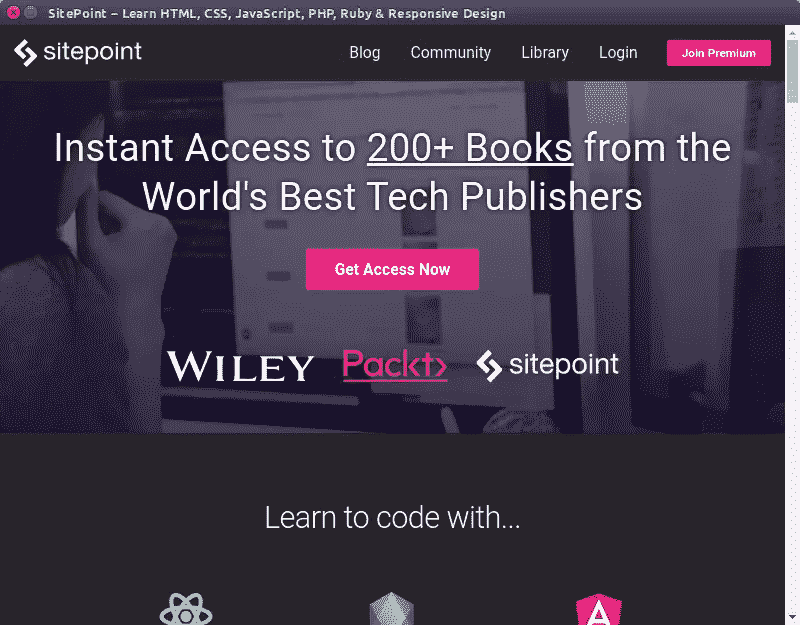 SitePoint – Learn HTML, CSS, JavaScript, PHP, Ruby & Responsive Design
sitepoint Blog Community Library Login Join Premium
Instant Access to 200+ Books from the
World's Best Tech Publishers
Get Access Now
WILEY Packt> sitepoint
Learn to code with...
A